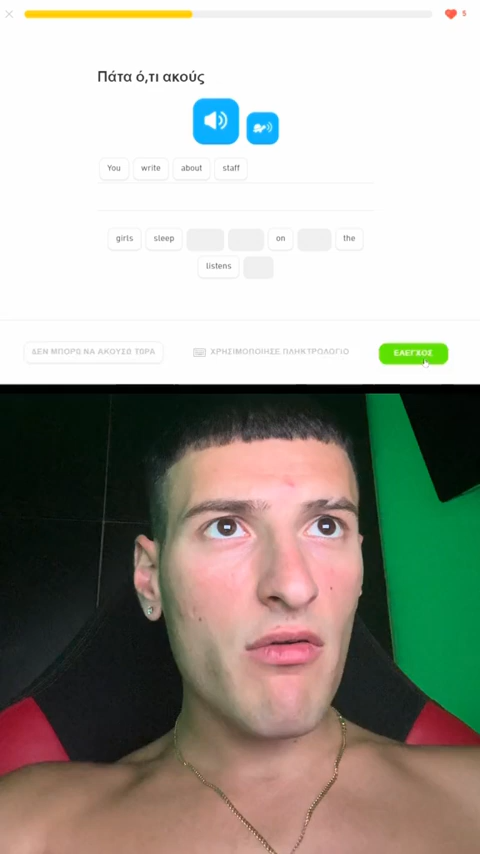 5
Πάτα ό,τι ακούς
You write about staff
girls sleep on the
listens
ΔΕΝ ΜΠΟΡΩ ΝΑ ΑΚΟΥΣΩ ΤΩΡΑ
ΧΡΗΣΙΜΟΠΟΙΗΣΕ ΠΛΗΚΤΡΟΛΟΓΙΟ
ΕΛΕΓΧΟΣ